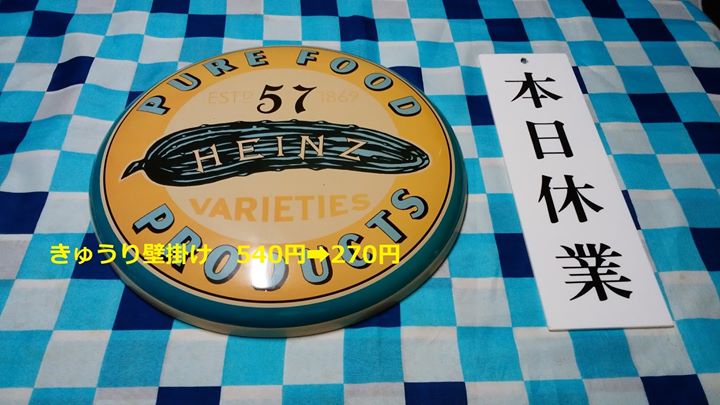 PURE FOOD
ESTD 57 1869
HEINZ
VARIETIES
PRODUCTS
きゅうり壁掛け 540円➡270円
本日休業